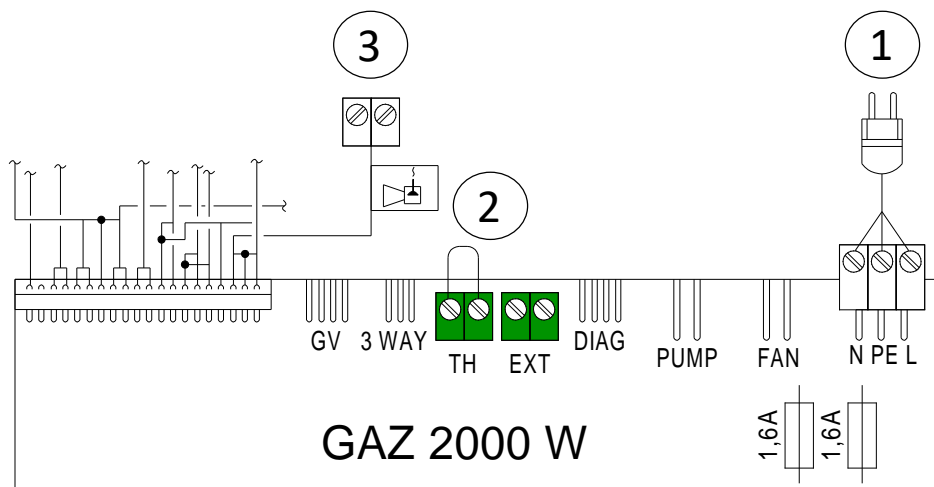 3
1
2
GV
3 WAY
TH
EXT
DIAG
PUMP
FAN
N PE L
GAZ 2000 W
1,6A
1,6A